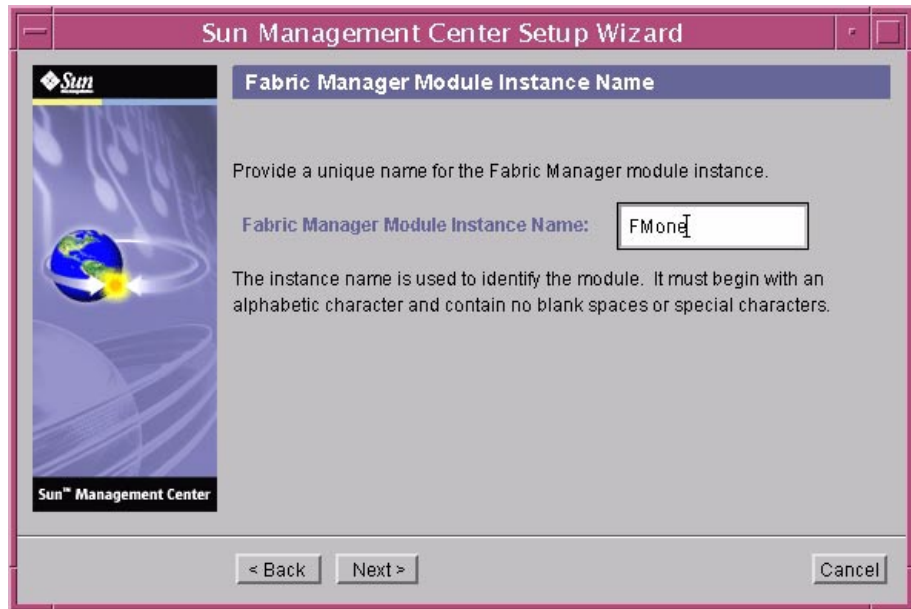 Sun Management Center Setup Wizard
Sun
Fabric Manager Module Instance Name
Provide a unique name for the Fabric Manager module instance.
Fabric Manager Module Instance Name: FMone
The instance name is used to identify the module. It must begin with an
alphabetic character and contain no blank spaces or special characters.
Sun™ Management Center
< Back Next > Cancel